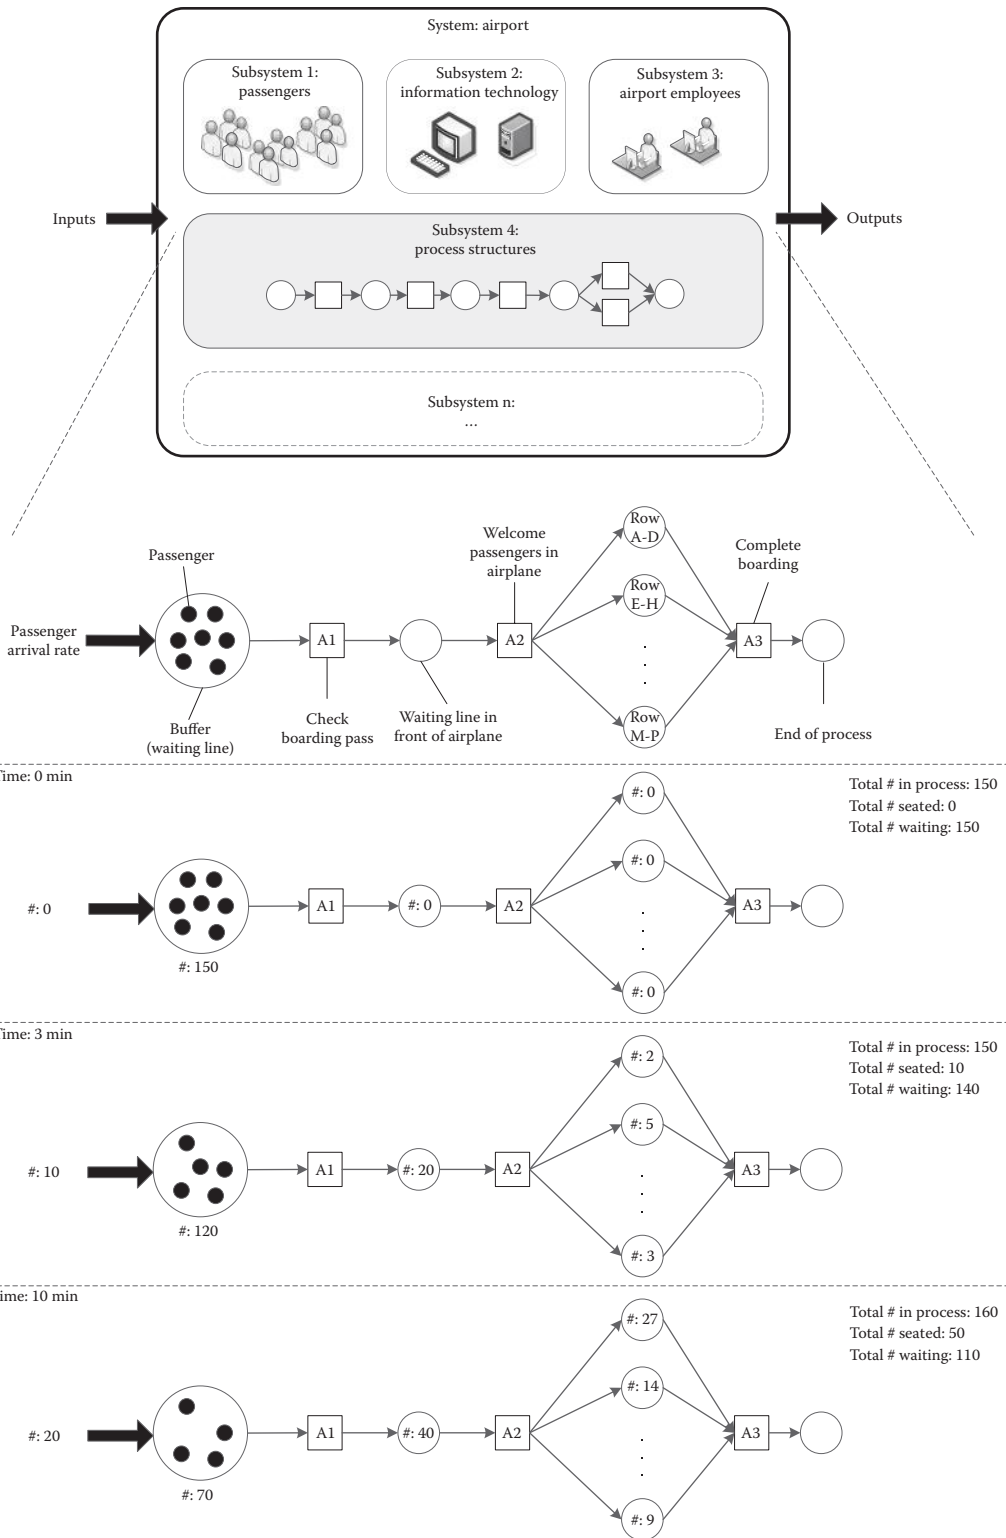 System: airport
Subsystem 1:
passengers
Subsystem 2:
information technology
Subsystem 3:
airport employees
Inputs
Outputs
Subsystem 4:
process structures
Subsystem n:
...
Passenger
Welcome
passengers in
airplane
Row
A-D
Complete
boarding
Row
E-H
Passenger
arrival rate
A1
A2
A3
Buffer
(waiting line)
Check
boarding pass
Waiting line in
front of airplane
Row
M-P
End of process
Time: 0 min
Total # in process: 150
Total # seated: 0
Total # waiting: 150
#: 0
#: 0
#: 0
A1
#: 0
A2
A3
#: 150
#: 0
Time: 3 min
Total # in process: 150
Total # seated: 10
Total # waiting: 140
#: 2
#: 5
#: 10
A1
#: 20
A2
A3
#: 120
#: 3
Time: 10 min
Total # in process: 160
Total # seated: 50
Total # waiting: 110
#: 27
#: 14
#: 20
A1
#: 40
A2
A3
#: 70
#: 9